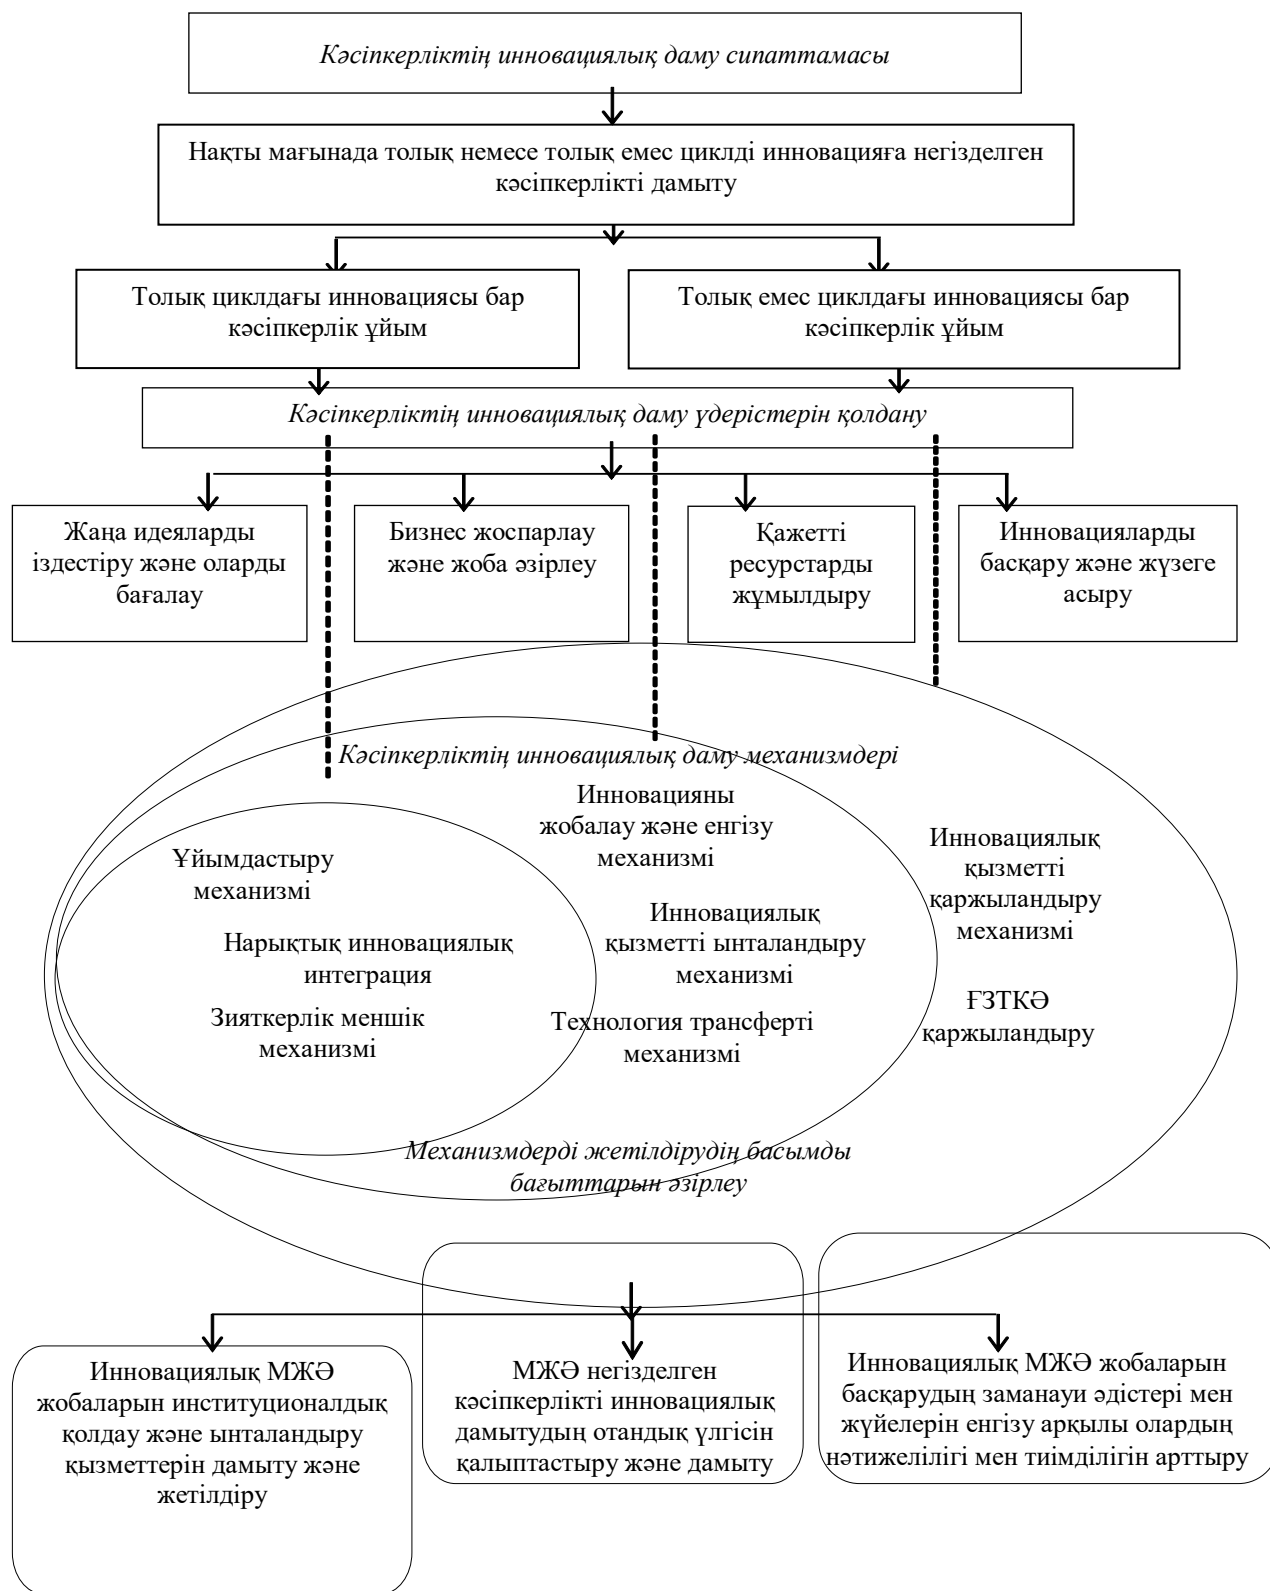 Кәсіпкерліктің инновациялық даму сипаттамасы
Нақты мағынада толық немесе толық емес циклді инновацияға негізделген
кәсіпкерлікті дамыту
Толық циклдағы инновациясы бар
кәсіпкерлік ұйым
Толық емес циклдағы инновациясы бар
кәсіпкерлік ұйым
Кәсіпкерліктің инновациялық даму үдерістерін қолдану
Жаңа идеяларды
іздестіру және оларды
бағалау
Бизнес жоспарлау
және жоба әзірлеу
Қажетті
ресурстарды
жұмылдыру
Инновацияларды
басқару және жүзеге
асыру
Кәсіпкерліктің инновациялық даму механизмдері
Ұйымдастыру
механизмі
Нарықтық инновациялық
интеграция
Зияткерлік меншік
механизмі
Инновацияны
жобалау және енгізу
механизмі
Инновациялық
қызметті ынталандыру
механизмі
Технология трансферті
механизмі
Инновациялық
қызметті
қаржыландыру
механизмі
ҒЗТКӘ
қаржыландыру
Механизмдерді жетілдірудің басымды
бағыттарын әзірлеу
Инновациялық МЖӘ
жобаларын институционалдық
қолдау және ынталандыру
қызметтерін дамыту және
жетілдіру
МЖӘ негізделген
кәсіпкерлікті инновациялық
дамытудың отандық үлгісін
қалыптастыру және дамыту
Инновациялық МЖӘ жобаларын
басқарудың заманауи әдістері мен
жүйелерін енгізу арқылы олардың
нәтижелілігі мен тиімділігін арттыру